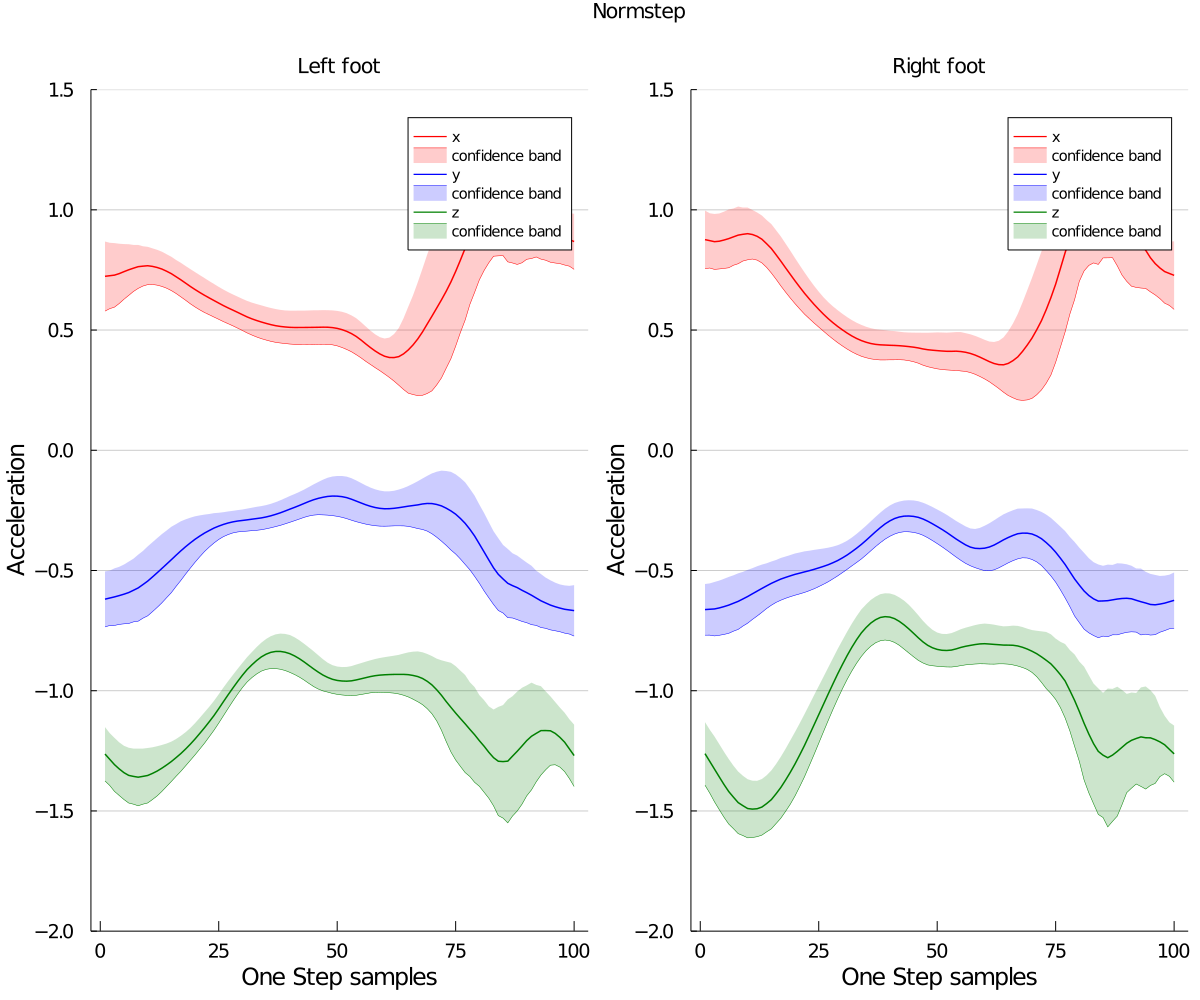 Normstep
Left foot
1.5
1.0
0.5
0.0
−0.5
−1.0
−1.5
−2.0
Acceleration
x
confidence band
y
confidence band
z
confidence band
0 25 50 75 100
One Step samples
Right foot
1.5
1.0
0.5
0.0
−0.5
−1.0
−1.5
−2.0
Acceleration
x
confidence band
y
confidence band
z
confidence band
0 25 50 75 100
One Step samples